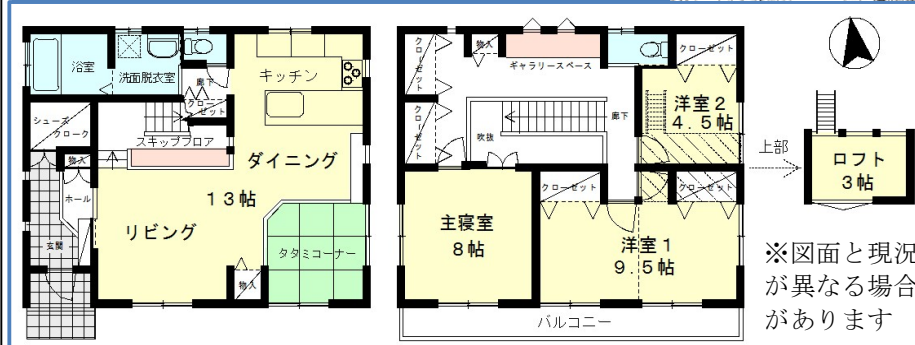 浴室
洗面脱衣室
廊下
クローゼット
キッチン
シューズ
クローク
スキップフロア
物入
ホール
玄関
ダイニング
13帖
リビング
タタミコーナー
物入
クローゼット
クローゼット
物入
ギャラリースペース
吹抜
廊下
クローゼット
洋室2
4.5帖
主寝室
8帖
クローゼット
クローゼット
洋室1
9.5帖
バルコニー
上部
ロフト
3帖
※図面と現況
が異なる場合
があります